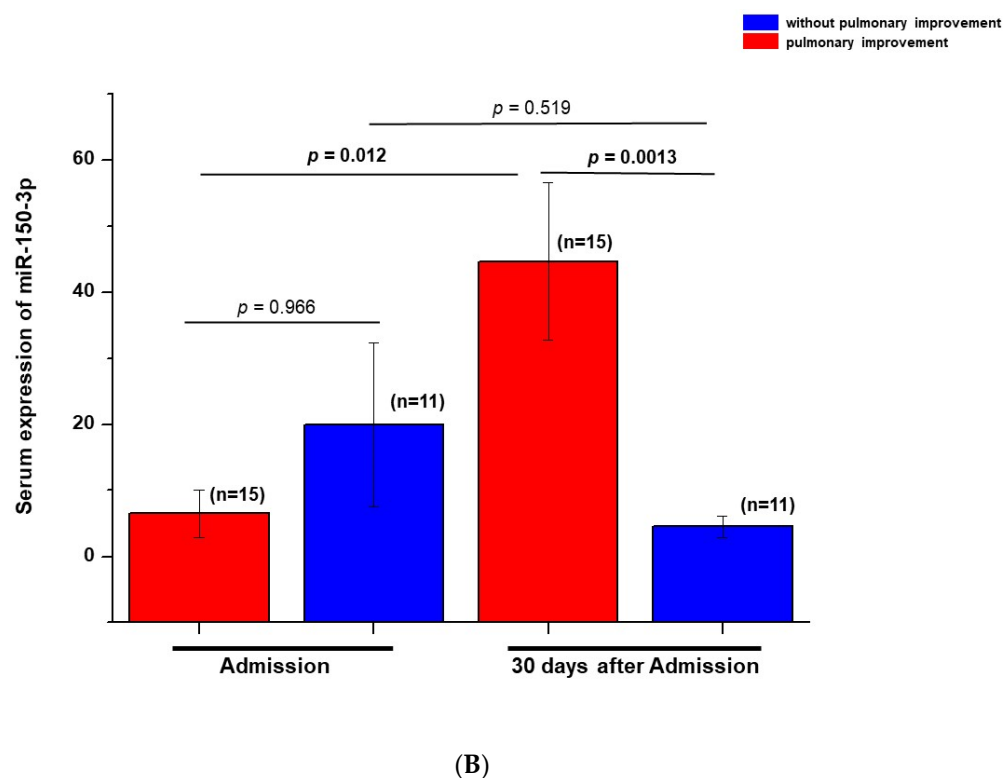 without pulmonary improvement
pulmonary improvement
p = 0.519
p = 0.012
p = 0.0013
p = 0.966
Serum expression of miR-150-3p
60
40
20
0
(n=15)
(n=11)
(n=15)
(n=11)
Admission
30 days after Admission
(B)